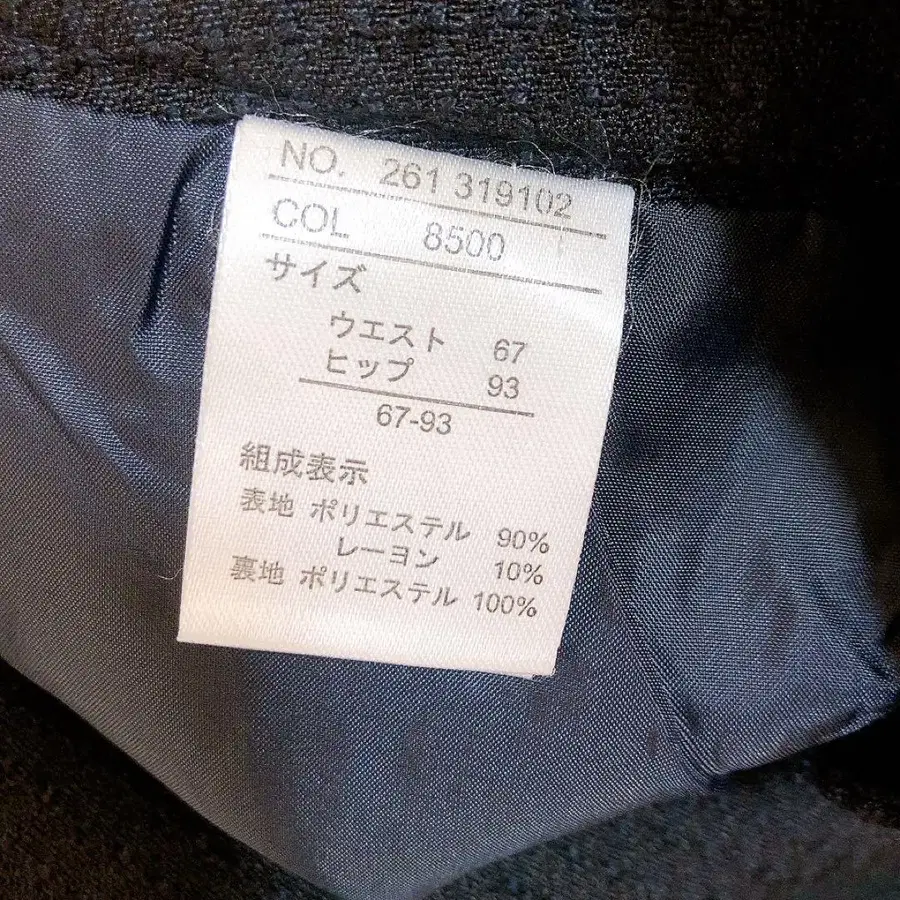 NO. 261 319102
COL 8500
サイズ
ウエスト 67
ヒップ 93
67-93
組成表示
表地 ポリエステル 90%
レーヨン 10%
裏地 ポリエステル 100%